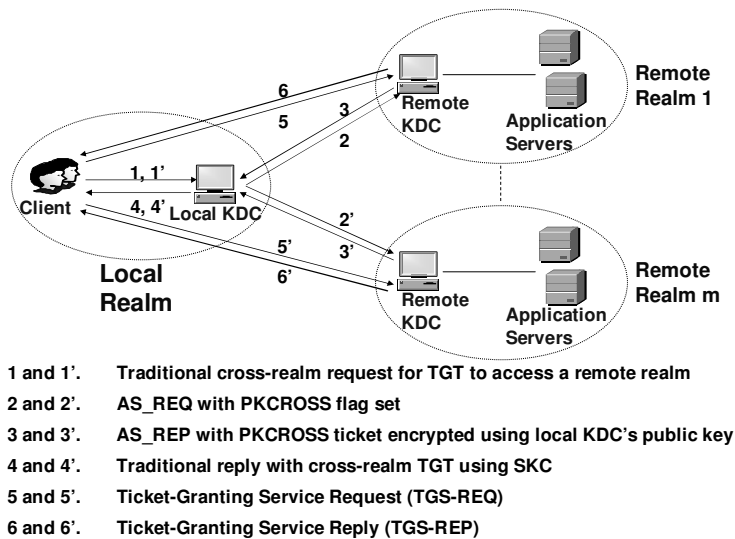 6
5
3
2
Remote
KDC
Application
Servers
Remote
Realm 1
1, 1’
4, 4’
Client
Local KDC
Local
Realm
2’
3’
5’
6’
Remote
KDC
Application
Servers
Remote
Realm m
1 and 1’. Traditional cross-realm request for TGT to access a remote realm
2 and 2’. AS_REQ with PKCROSS flag set
3 and 3’. AS_REP with PKCROSS ticket encrypted using local KDC’s public key
4 and 4’. Traditional reply with cross-realm TGT using SKC
5 and 5’. Ticket-Granting Service Request (TGS-REQ)
6 and 6’. Ticket-Granting Service Reply (TGS-REP)